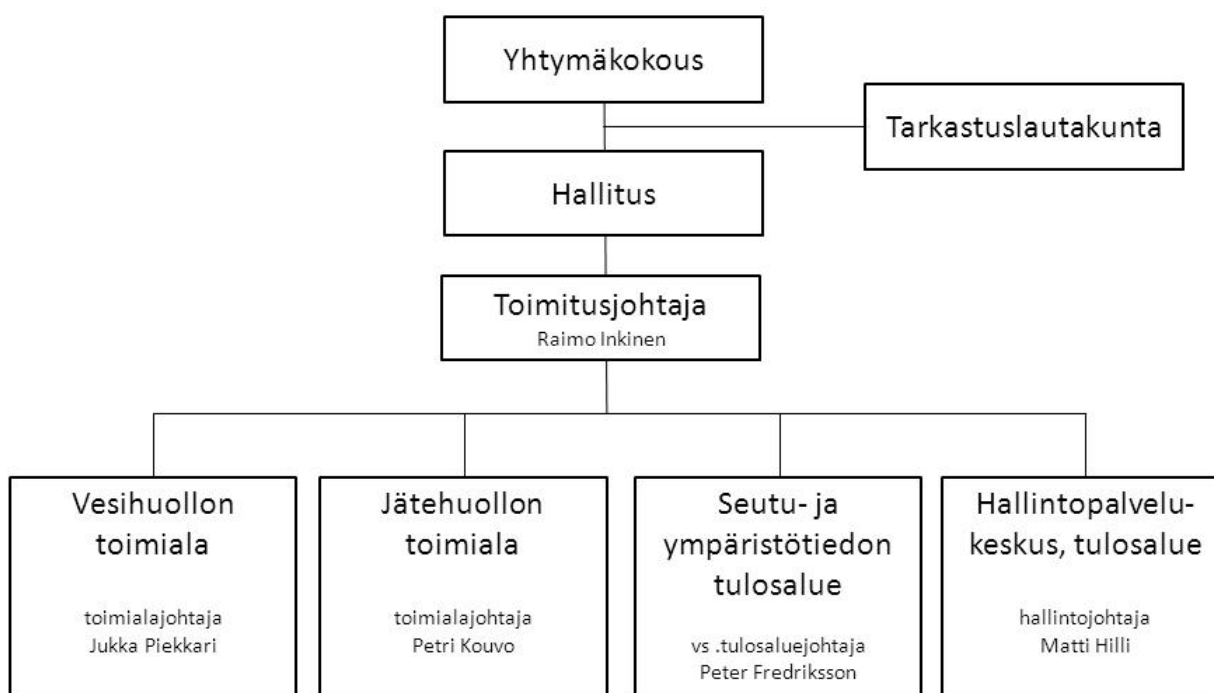 Yhtymäkokous
Tarkastuslautakunta
Hallitus
Toimitusjohtaja
Raimo Inkinen
Vesihuollon
toimiala
toimialajohtaja
Jukka Piekkari
Jätehuollon
toimiala
toimialajohtaja
Petri Kouvo
Seutu- ja
ympäristötiedon
tulosalue
vs .tulosaluejohtaja
Peter Fredriksson
Hallintopalvelu-
keskus, tulosalue
hallintojohtaja
Matti Hilli